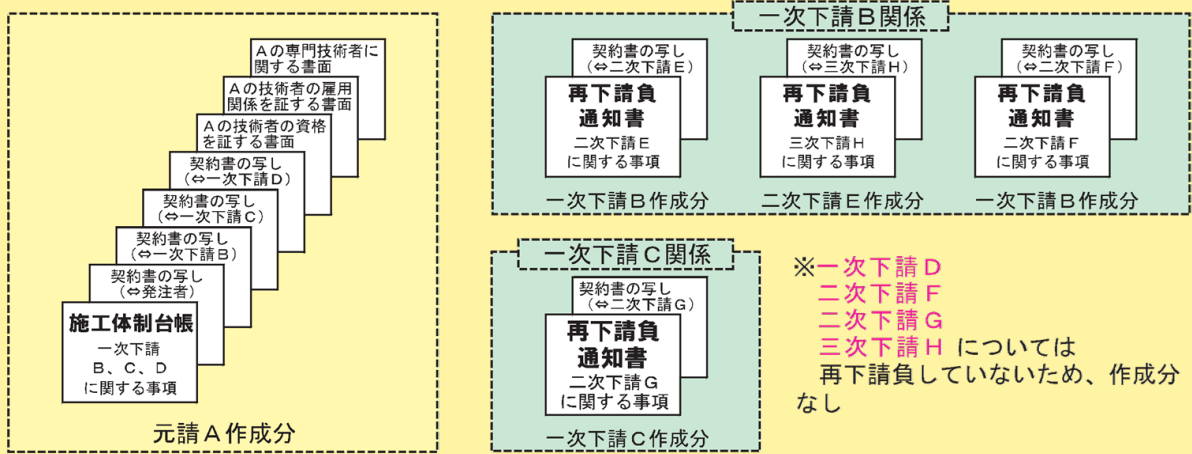 Aの専門技術者に
関する書面
Aの技術者の雇用
関係を証する書面
Aの技術者の資格
を証する書面
契約書の写し
(⇔一次下請D)
契約書の写し
(⇔一次下請C)
契約書の写し
(⇔一次下請B)
契約書の写し
(⇔発注者)
施工体制台帳
一次下請
B、C、D
に関する事項
元請A作成分
一次下請B関係
契約書の写し
(⇔二次下請E)
再下請負
通知書
二次下請E
に関する事項
一次下請B作成分
契約書の写し
(⇔三次下請H)
再下請負
通知書
三次下請H
に関する事項
二次下請E作成分
契約書の写し
(⇔二次下請F)
再下請負
通知書
二次下請F
に関する事項
一次下請B作成分
一次下請C関係
契約書の写し
(⇔二次下請G)
再下請負
通知書
二次下請G
に関する事項
一次下請C作成分
※一次下請D
二次下請F
二次下請G
三次下請H については
再下請負していないため、作成分
なし